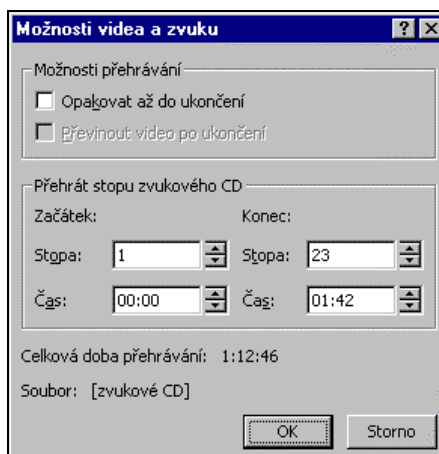 Možnosti videa a zvuku
Možnosti přehrávání
Opakovat až do ukončení
Převinout video po ukončení
Přehrát stopu zvukového CD
Začátek: Konec:
Stopa: 1 Stopa: 23
Čas: 00:00 Čas: 01:42
Celková doba přehrávání: 1:12:46
Soubor: [zvukové CD]
OK Storno